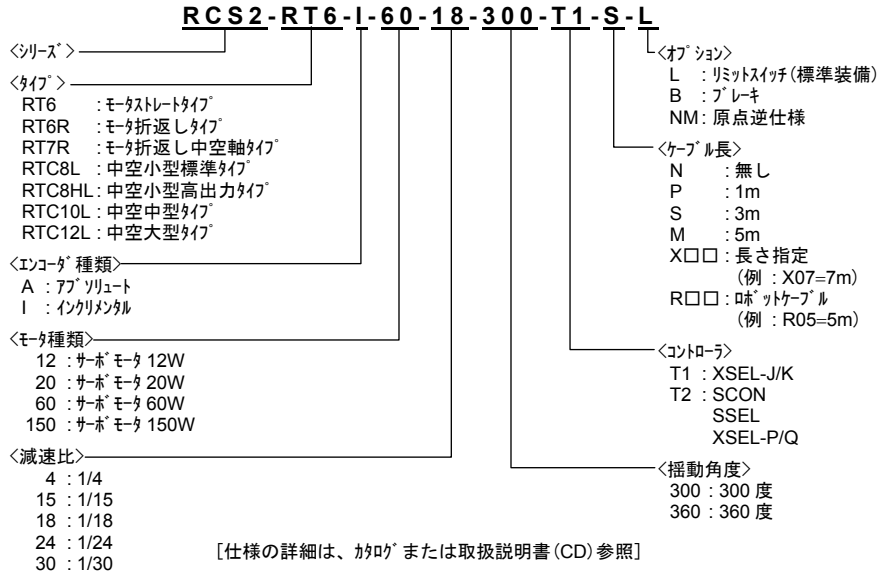 RCS2-RT6-I-60-18-300-T1-S-L
〈ｼﾘｰｽﾞ〉
〈ﾀｲﾌﾟ〉
RT6 : ﾓｰﾀｽﾄﾚｰﾄﾀｲﾌﾟ
RT6R : ﾓｰﾀ折返しﾀｲﾌﾟ
RT7R : ﾓｰﾀ折返し中空軸ﾀｲﾌﾟ
RTC8L : 中空小型標準ﾀｲﾌﾟ
RTC8HL : 中空小型高出力ﾀｲﾌﾟ
RTC10L : 中空中型ﾀｲﾌﾟ
RTC12L : 中空大型ﾀｲﾌﾟ
〈ｴﾝｺｰﾀﾞ種類〉
A : ｱﾌﾞｿﾘｭｰﾄ
I : ｲﾝｸﾘﾒﾝﾀﾙ
〈ﾓｰﾀ種類〉
12 : ｻｰﾎﾞﾓｰﾀ 12W
20 : ｻｰﾎﾞﾓｰﾀ 20W
60 : ｻｰﾎﾞﾓｰﾀ 60W
150 : ｻｰﾎﾞﾓｰﾀ 150W
〈減速比〉
4 : 1/4
15 : 1/15
18 : 1/18
24 : 1/24
30 : 1/30
〈ｵﾌﾟｼｮﾝ〉
L : ﾘﾐｯﾄｽｲｯﾁ(標準装備)
B : ﾌﾞﾚｰｷ
NM : 原点逆仕様
〈ｹｰﾌﾞﾙ長〉
N : 無し
P : 1m
S : 3m
M : 5m
X□□ : 長さ指定
(例 : X07=7m)
R□□ : ﾛﾎﾞｯﾄｹｰﾌﾞﾙ
(例 : R05=5m)
〈ｺﾝﾄﾛｰﾗ〉
T1 : XSEL-J/K
T2 : SCON
SSEL
XSEL-P/Q
〈揺動角度〉
300 : 300 度
360 : 360 度
[仕様の詳細は、ｶﾀﾛｸﾞまたは取扱説明書(CD)参照]